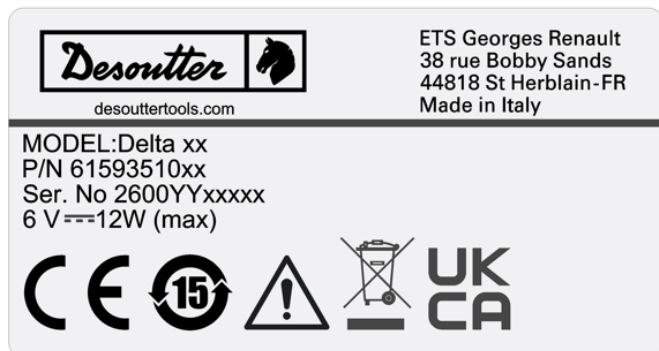 Desoutter
desouttertools.com
ETS Georges Renault
38 rue Bobby Sands
44818 St Herblain-FR
Made in Italy
MODEL:Delta xx
P/N 61593510xx
Ser. No 2600YYxxxxx
6 V⎓12W (max)
CE
15
UK
CA